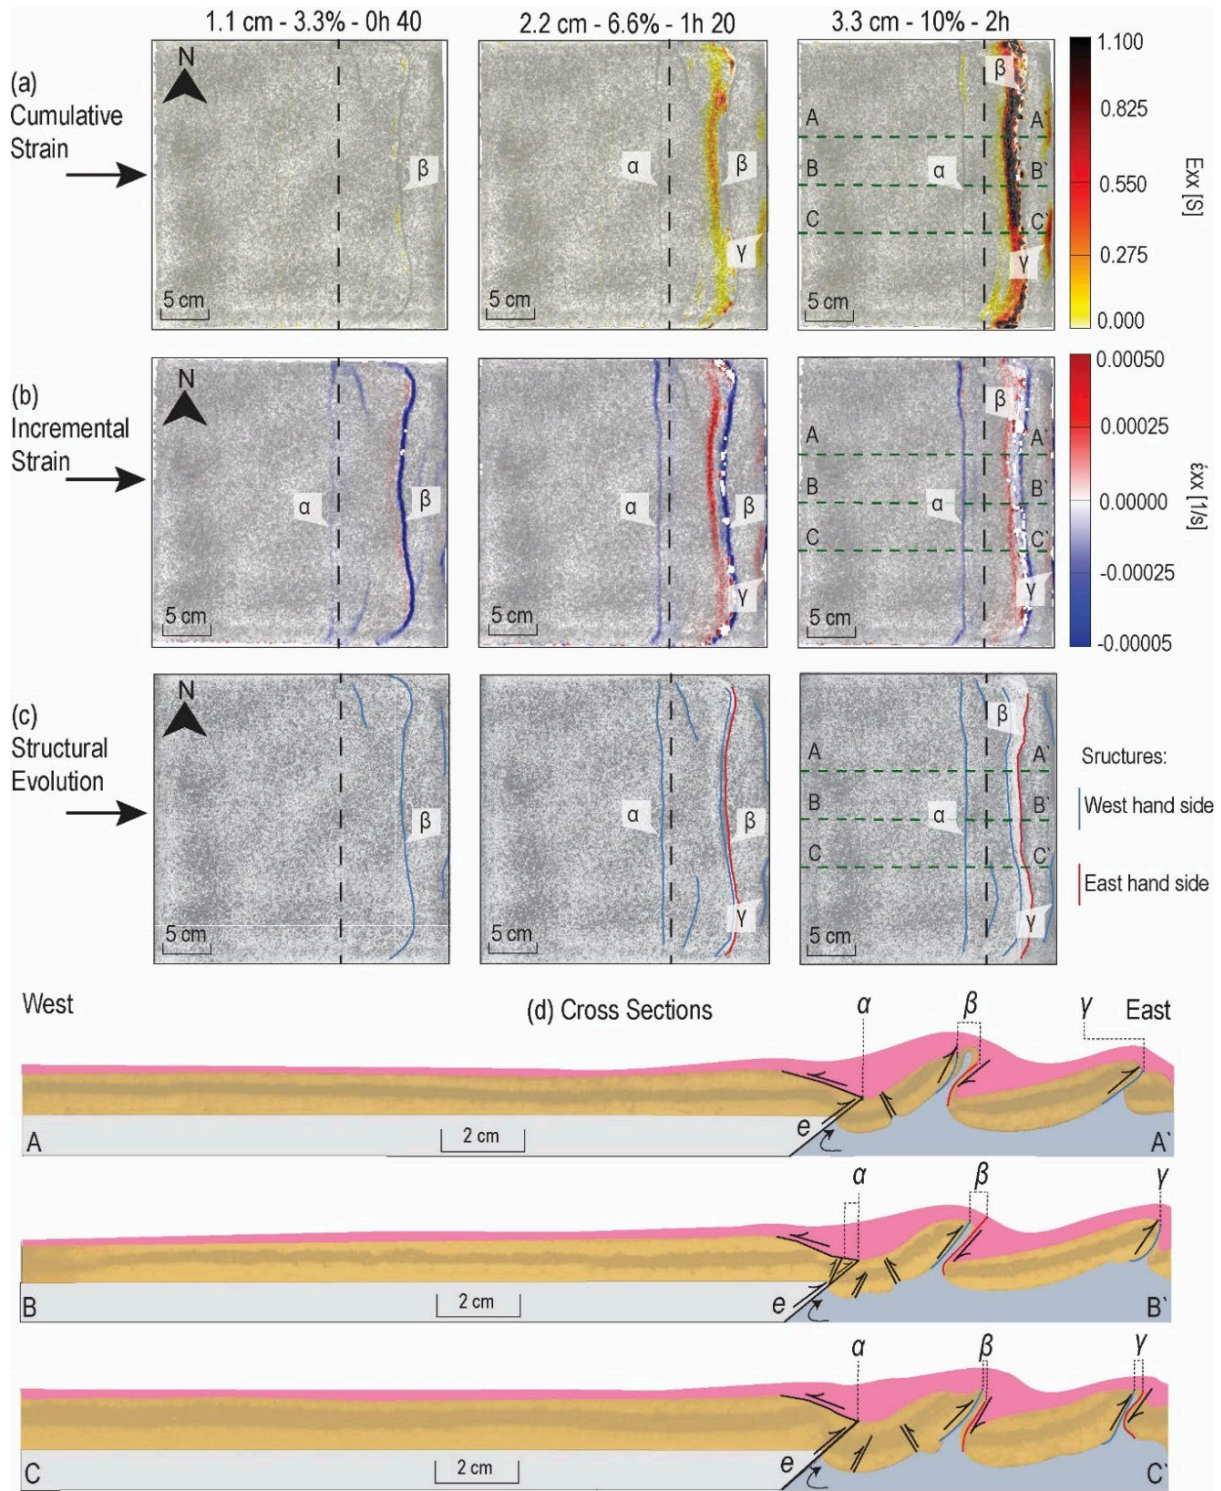 1.1 cm - 3.3% - 0h 40
2.2 cm - 6.6% - 1h 20
3.3 cm - 10% - 2h
(a)
Cumulative
Strain
N
β
5 cm
α
β
γ
5 cm
β
A A`
α
B B`
C C`
γ
5 cm
1.100
0.825
0.550
0.275
0.000
Exx [S]
(b)
Incremental
Strain
N
α
β
5 cm
α
β
γ
5 cm
β
A A`
B B`
α
C C`
γ
5 cm
0.00050
0.00025
0.00000
-0.00025
-0.00005
έxx [1/s]
(c)
Structural
Evolution
N
β
5 cm
α
β
γ
5 cm
β
A A`
B B`
α
C C`
γ
5 cm
Sructures:
West hand side
East hand side
West
(d) Cross Sections
East
α β γ
e
2 cm
A A`
α β γ
e
2 cm
B B`
α β γ
e
2 cm
C C`